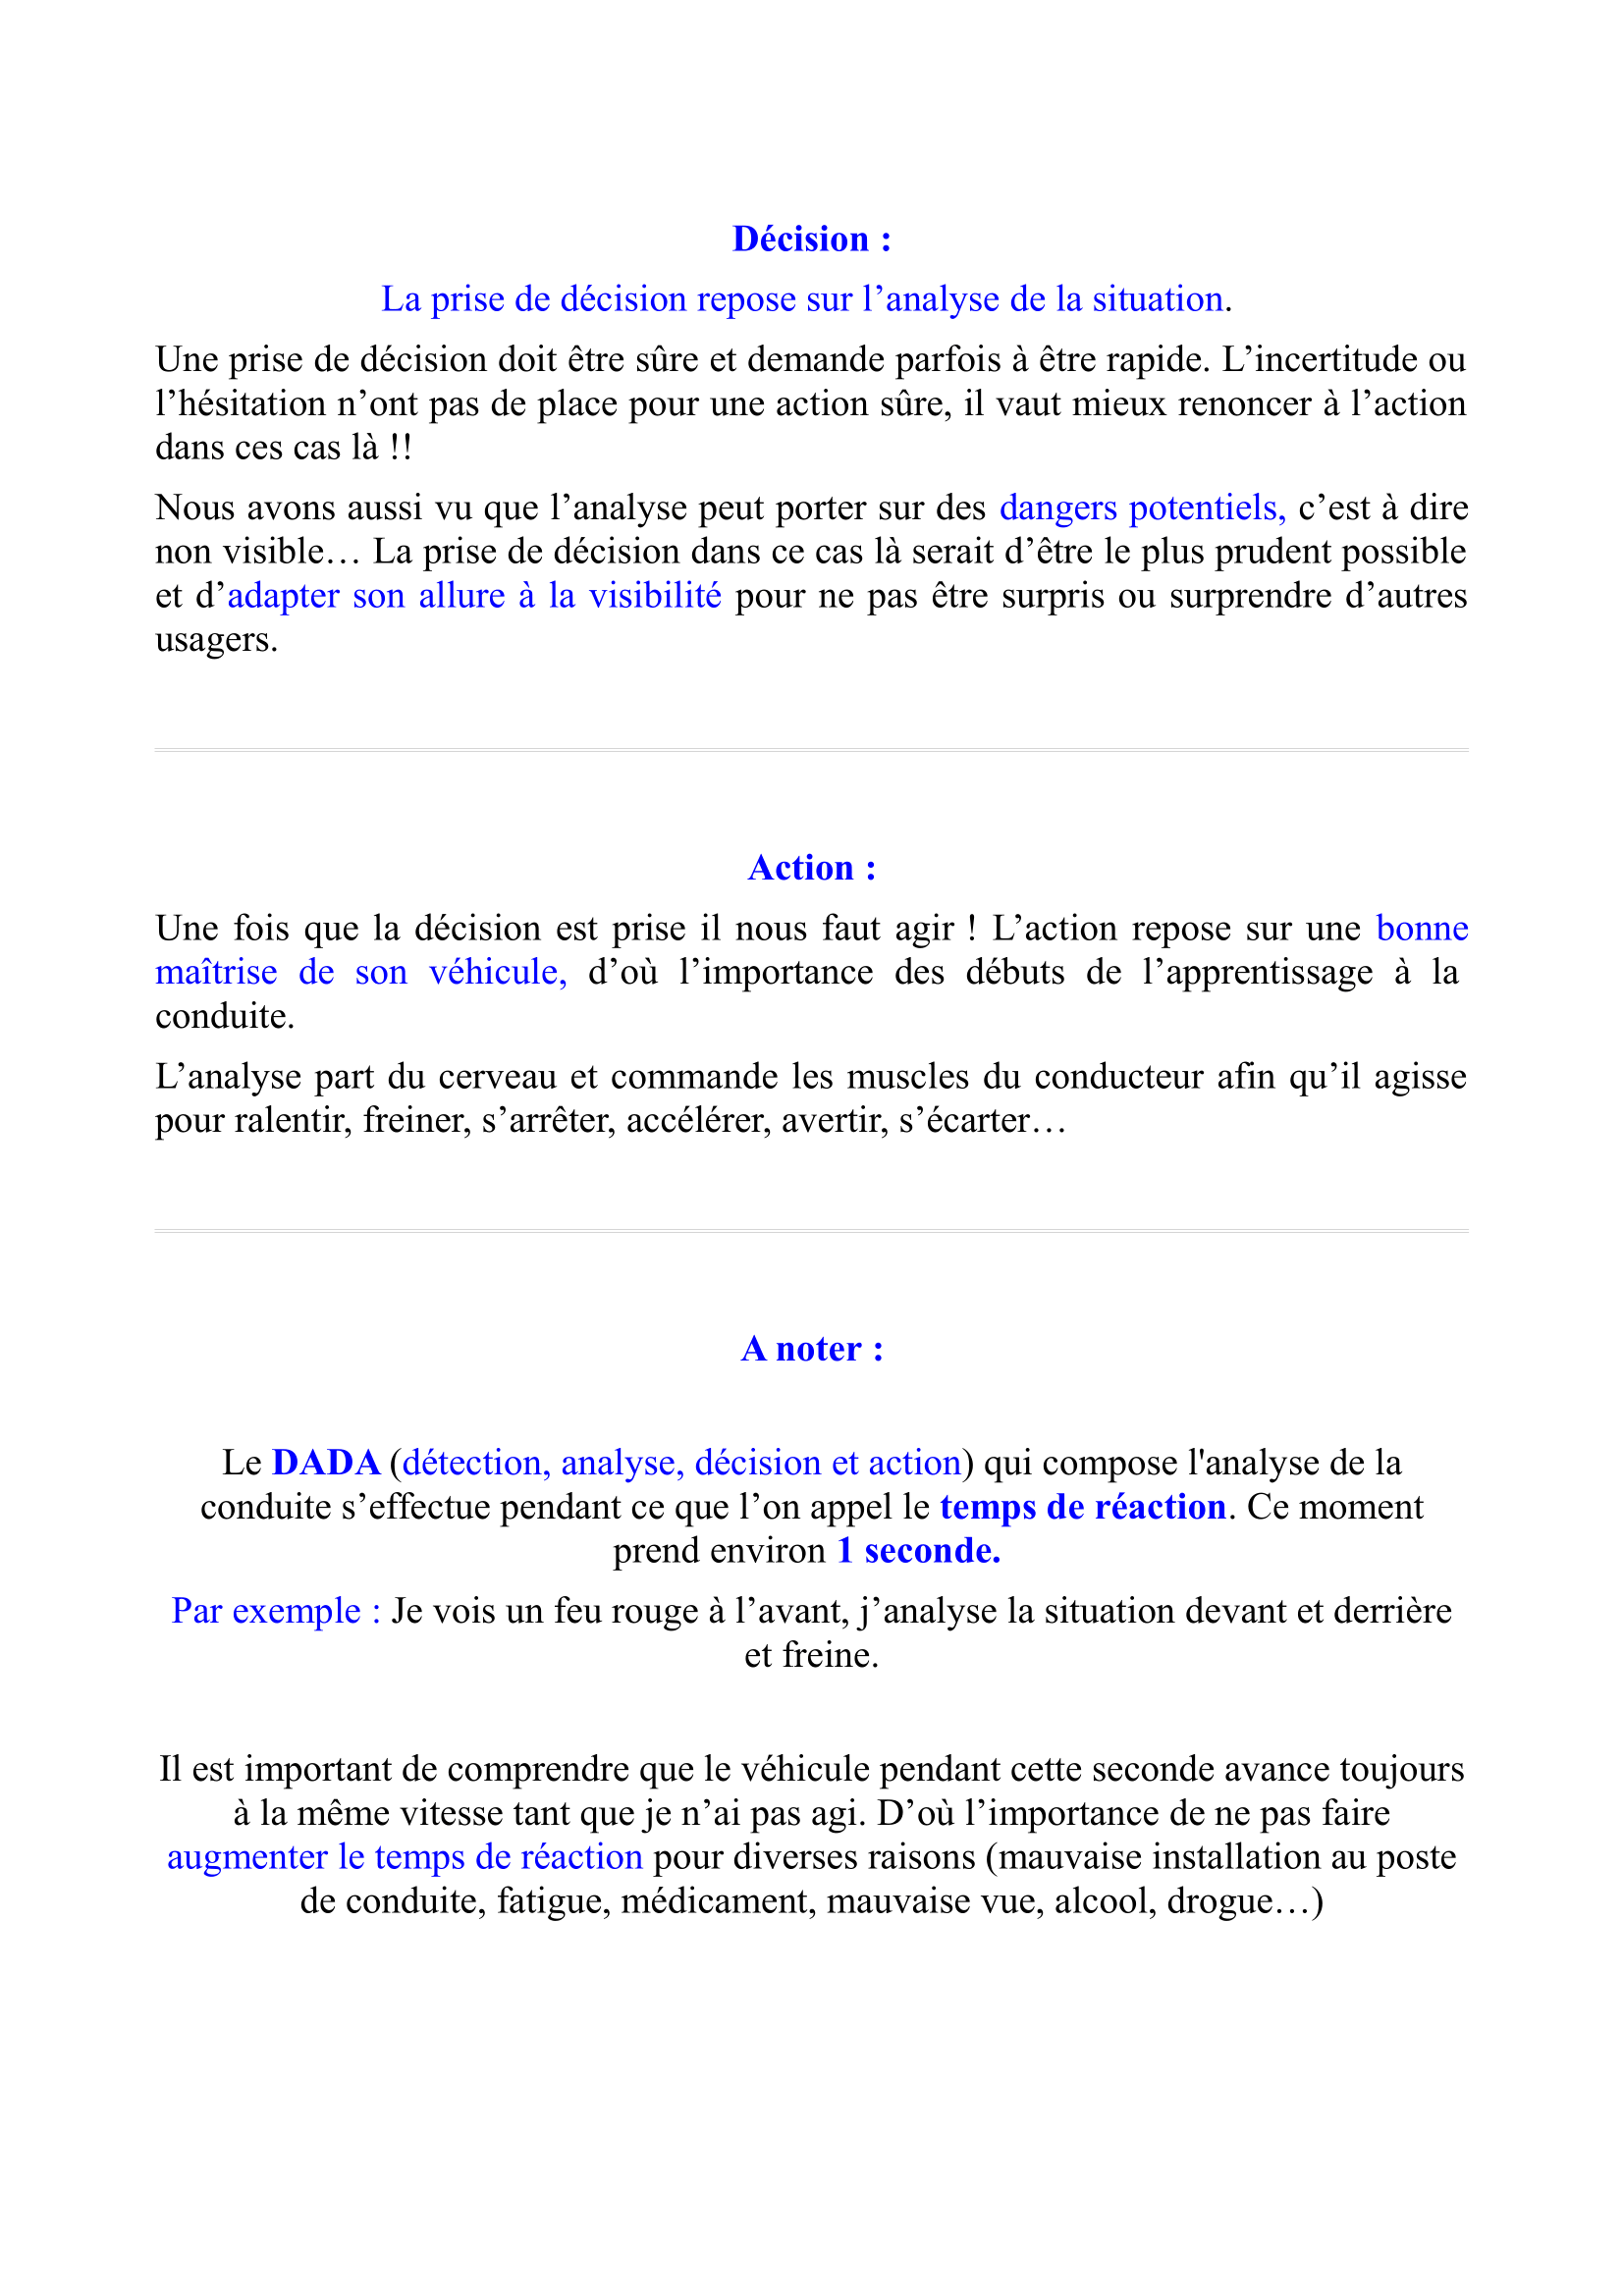 Décision :
La prise de décision repose sur l’analyse de la situation.
Une prise de décision doit être sûre et demande parfois à être rapide. L’incertitude ou
l’hésitation n’ont pas de place pour une action sûre, il vaut mieux renoncer à l’action
dans ces cas là !!
Nous avons aussi vu que l’analyse peut porter sur des dangers potentiels, c’est à dire
non visible… La prise de décision dans ce cas là serait d’être le plus prudent possible
et d’adapter son allure à la visibilité pour ne pas être surpris ou surprendre d’autres
usagers.
Action :
Une fois que la décision est prise il nous faut agir ! L’action repose sur une bonne
maîtrise de son véhicule, d’où l’importance des débuts de l’apprentissage à la
conduite.
L’analyse part du cerveau et commande les muscles du conducteur afin qu’il agisse
pour ralentir, freiner, s’arrêter, accélérer, avertir, s’écarter…
A noter :
Le DADA (détection, analyse, décision et action) qui compose l'analyse de la
conduite s’effectue pendant ce que l’on appel le temps de réaction. Ce moment
prend environ 1 seconde.
Par exemple : Je vois un feu rouge à l’avant, j’analyse la situation devant et derrière
et freine.
Il est important de comprendre que le véhicule pendant cette seconde avance toujours
à la même vitesse tant que je n’ai pas agi. D’où l’importance de ne pas faire
augmenter le temps de réaction pour diverses raisons (mauvaise installation au poste
de conduite, fatigue, médicament, mauvaise vue, alcool, drogue…)